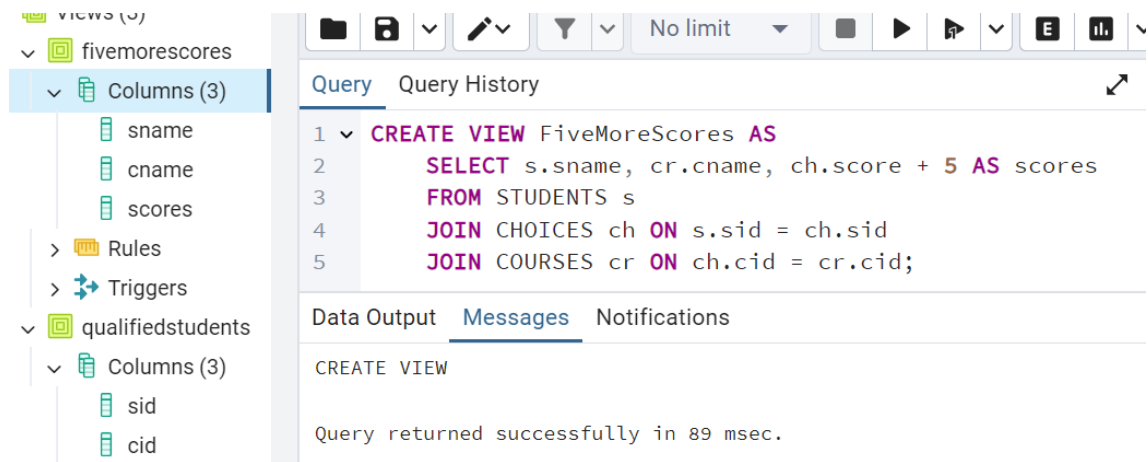 Views (3)
fivemorescores
Columns (3)
sname
cname
scores
Rules
Triggers
qualifiedstudents
Columns (3)
sid
cid
No limit
E
Query Query History
1 CREATE VIEW FiveMoreScores AS
2 SELECT s.sname, cr.cname, ch.score + 5 AS scores
3 FROM STUDENTS s
4 JOIN CHOICES ch ON s.sid = ch.sid
5 JOIN COURSES cr ON ch.cid = cr.cid;
Data Output Messages Notifications
CREATE VIEW
Query returned successfully in 89 msec.